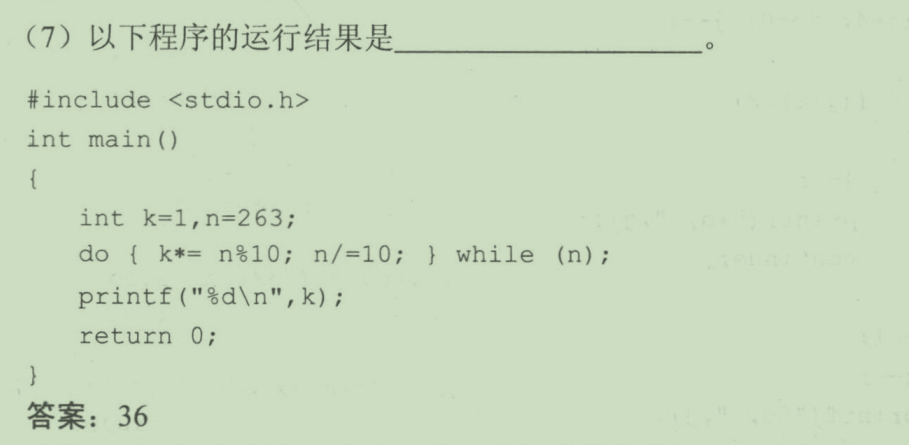 （7）以下程序的运行结果是____________________。
#include <stdio.h>
int main()
{
int k=1,n=263;
do { k*= n%10; n/=10; } while (n);
printf("%d\n",k);
return 0;
}
答案：36